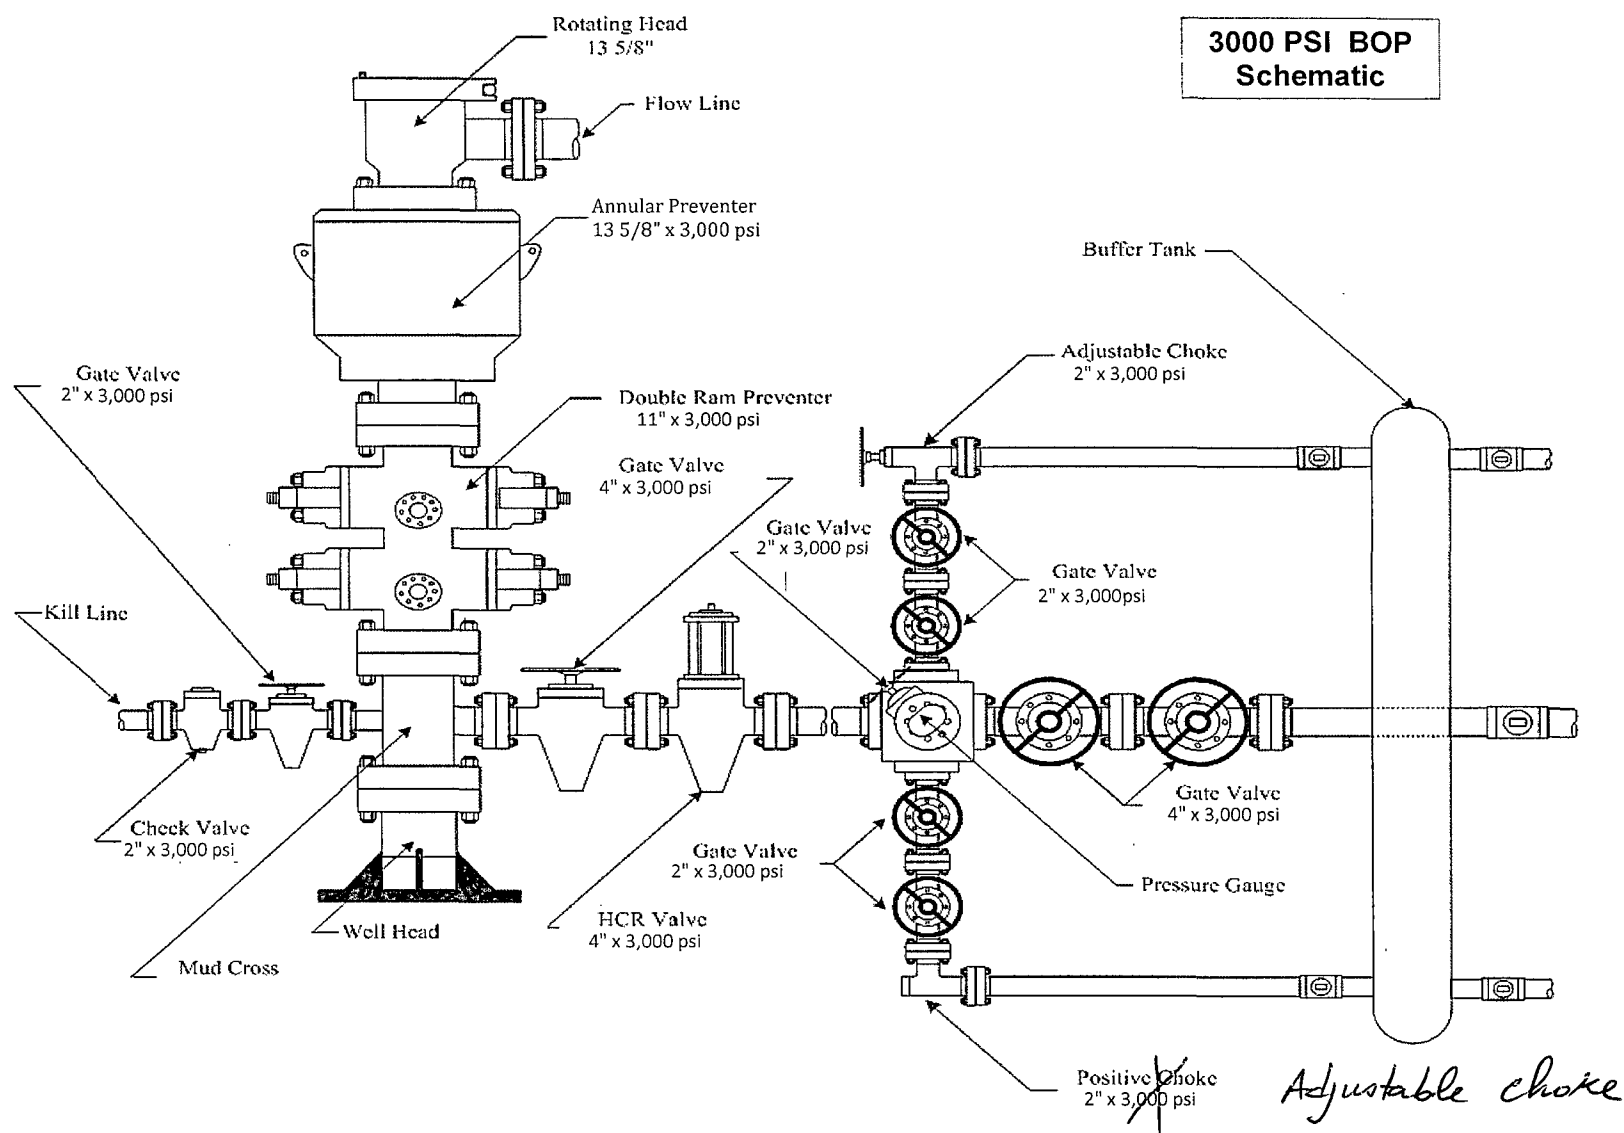 Rotating Head
13 5/8"
3000 PSI BOP
Schematic
Flow Line
Annular Preventer
13 5/8" x 3,000 psi
Buffer Tank
Adjustable Choke
2" x 3,000 psi
Gate Valve
2" x 3,000 psi
Double Ram Preventer
11" x 3,000 psi
Gate Valve
4" x 3,000 psi
Gate Valve
2" x 3,000 psi
Gate Valve
2" x 3,000psi
Kill Line
Gate Valve
4" x 3,000 psi
Check Valve
2" x 3,000 psi
Gate Valve
2" x 3,000 psi
Pressure Gauge
HCR Valve
4" x 3,000 psi
Well Head
Mud Cross
Positive Choke
2" x 3,000 psi
Adjustable choke